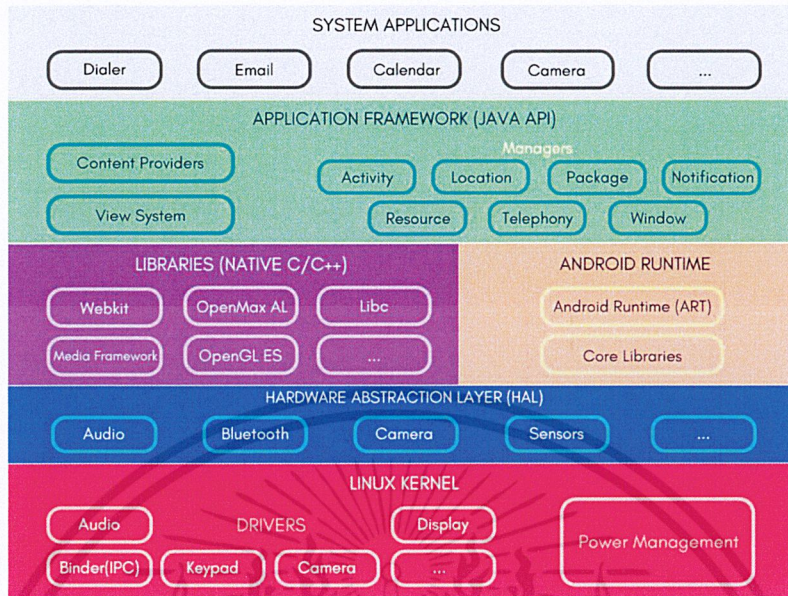 SYSTEM APPLICATIONS
Dialer Email Calendar Camera ...
APPLICATION FRAMEWORK (JAVA API)
Managers
Content Providers
Activity Location Package Notification
View System
Resource Telephony Window
LIBRARIES (NATIVE C/C++)
Webkit OpenMax AL Libc
Media Framework OpenGL ES ...
ANDROID RUNTIME
Android Runtime (ART)
Core Libraries
HARDWARE ABSTRACTION LAYER (HAL)
Audio Bluetooth Camera Sensors ...
LINUX KERNEL
Audio DRIVERS Display
Binder(IPC) Keypad Camera ...
Power Management